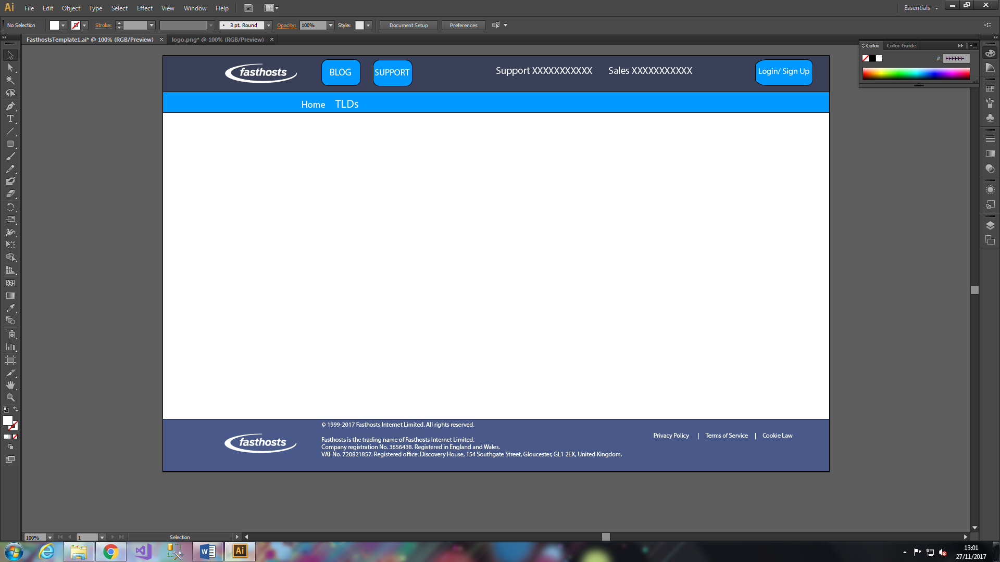 Ai File Edit Object Type Select Effect View Window Help Br Essentials
No Selection Stroke: 3 pt. Round Opacity: 100% Style: Document Setup Preferences
FasthostsTemplate1.ai* @ 100% (RGB/Preview) × logo.png* @ 100% (RGB/Preview) ×
Color Color Guide
# FFFFFF
fasthosts BLOG SUPPORT Support XXXXXXXXXXX Sales XXXXXXXXXXX Login/ Sign Up
Home TLDs
© 1999-2017 Fasthosts Internet Limited. All rights reserved.
fasthosts
Privacy Policy | Terms of Service | Cookie Law
Fasthosts is the trading name of Fasthosts Internet Limited.
Company registration No. 3656438. Registered in England and Wales.
VAT No. 720821857. Registered office: Discovery House, 154 Southgate Street, Gloucester, GL1 2EX, United Kingdom.
100% 1 Selection
Ai
13:01
27/11/2017